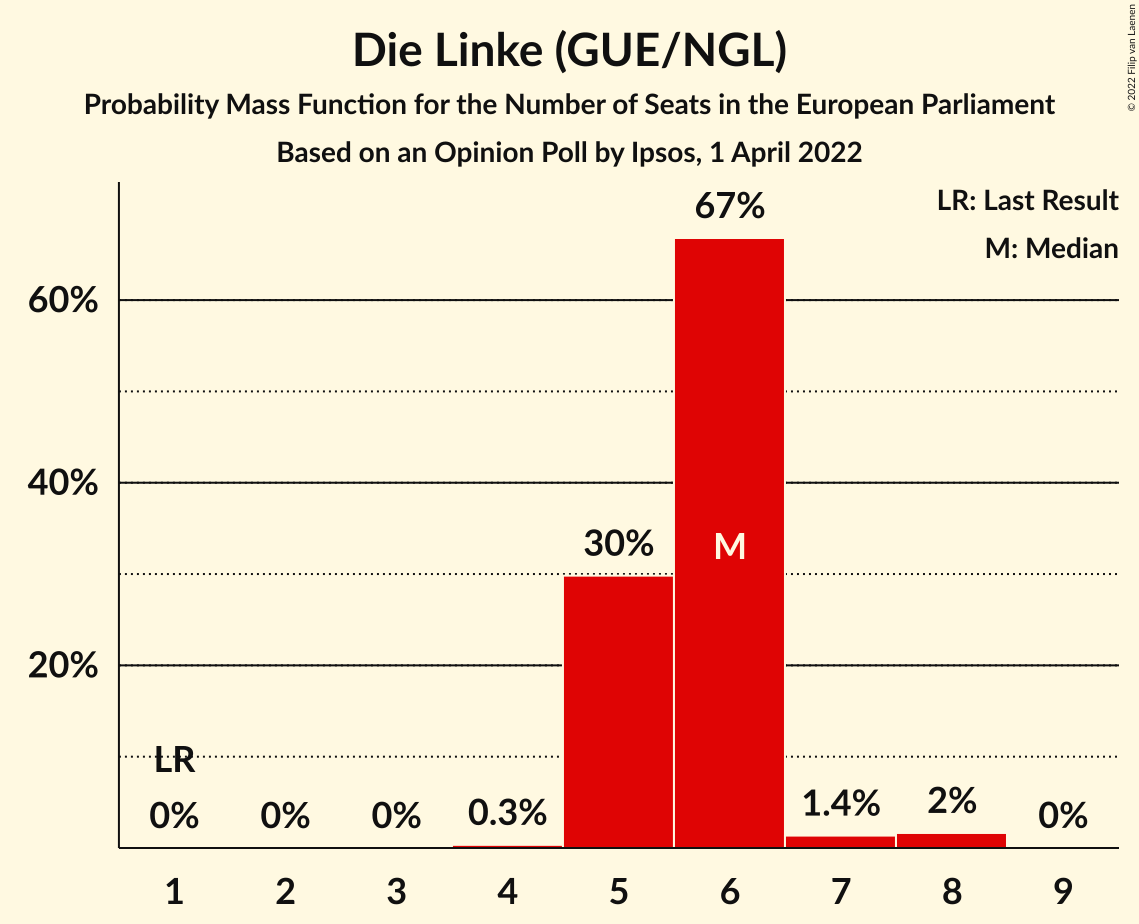 Die Linke (GUE/NGL)
Probability Mass Function for the Number of Seats in the European Parliament
Based on an Opinion Poll by Ipsos, 1 April 2022
© 2022 Filip van Laenen
LR: Last Result
M: Median
67%
60%
40%
30%
M
20%
LR
0% 0% 0% 0.3% 1.4% 2% 0%
1 2 3 4 5 6 7 8 9